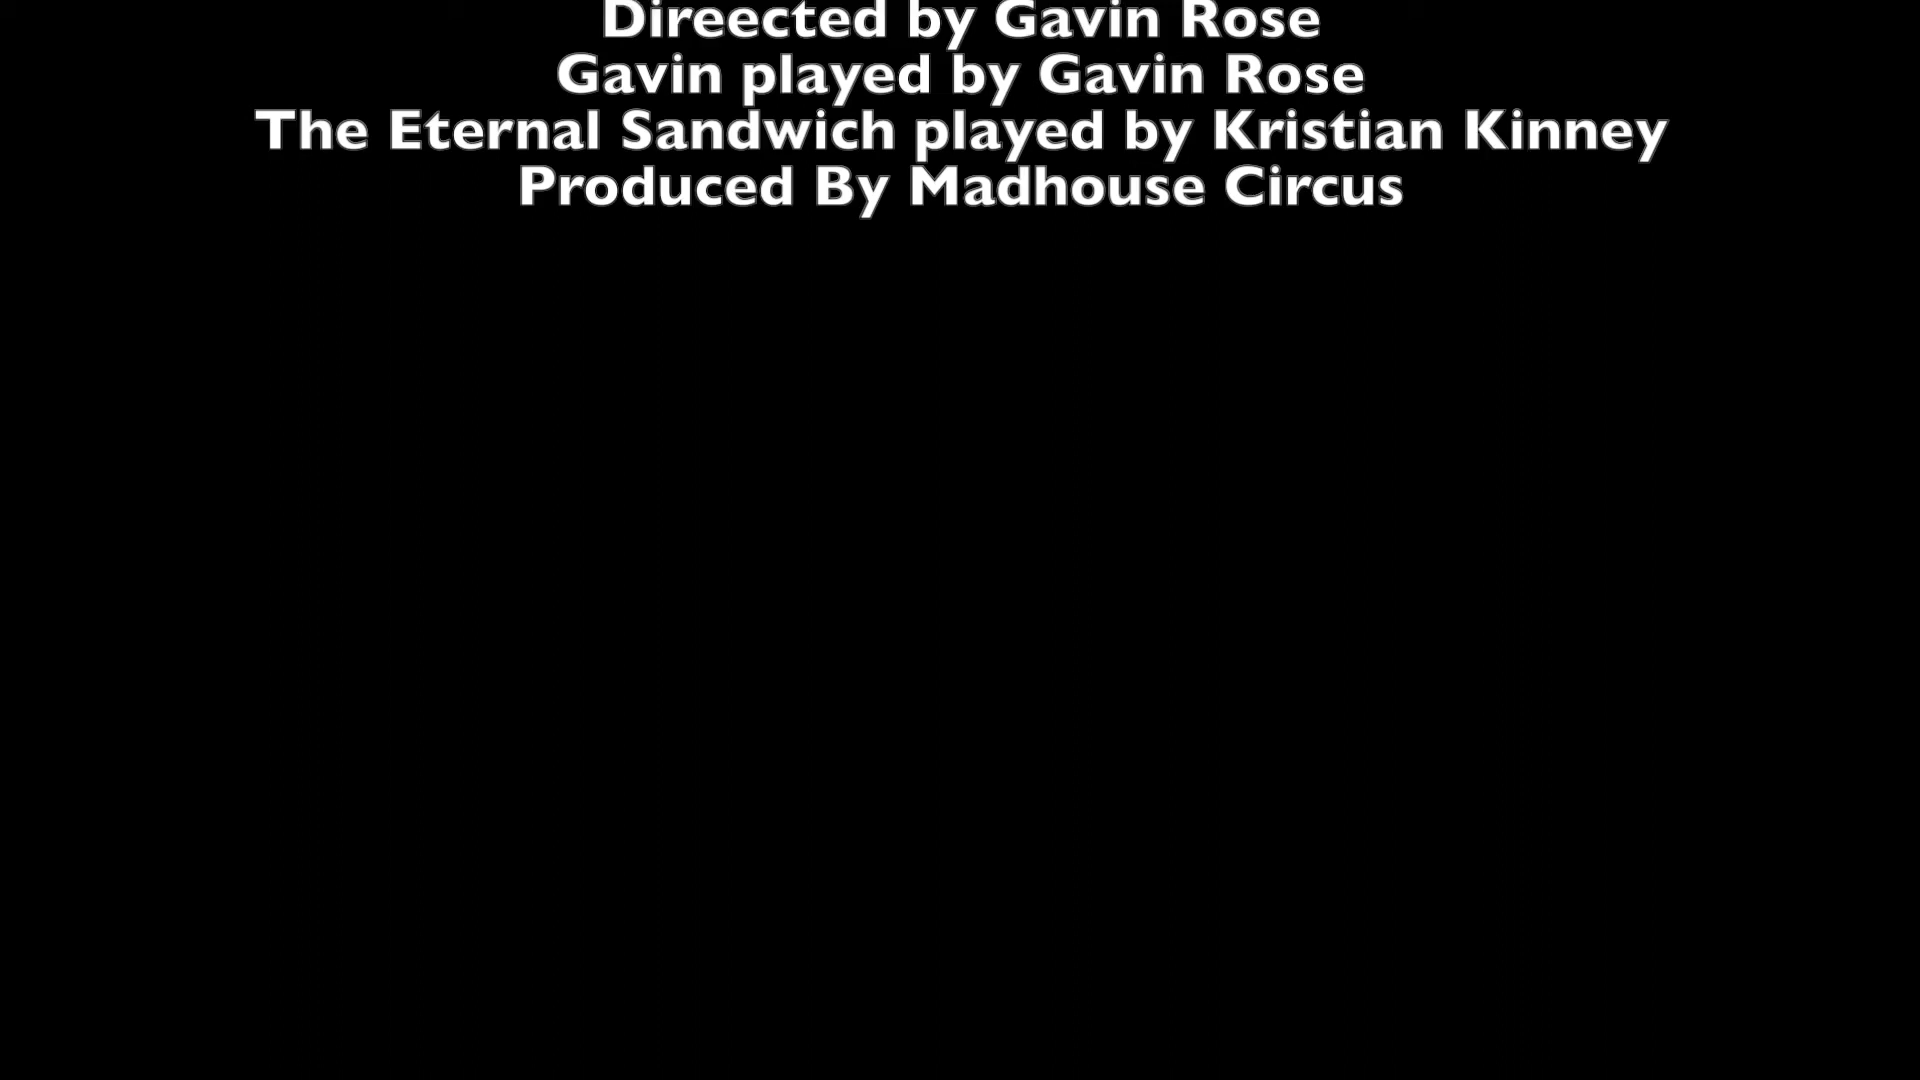 Direected by Gavin Rose
Gavin played by Gavin Rose
The Eternal Sandwich played by Kristian Kinney
Produced By Madhouse Circus